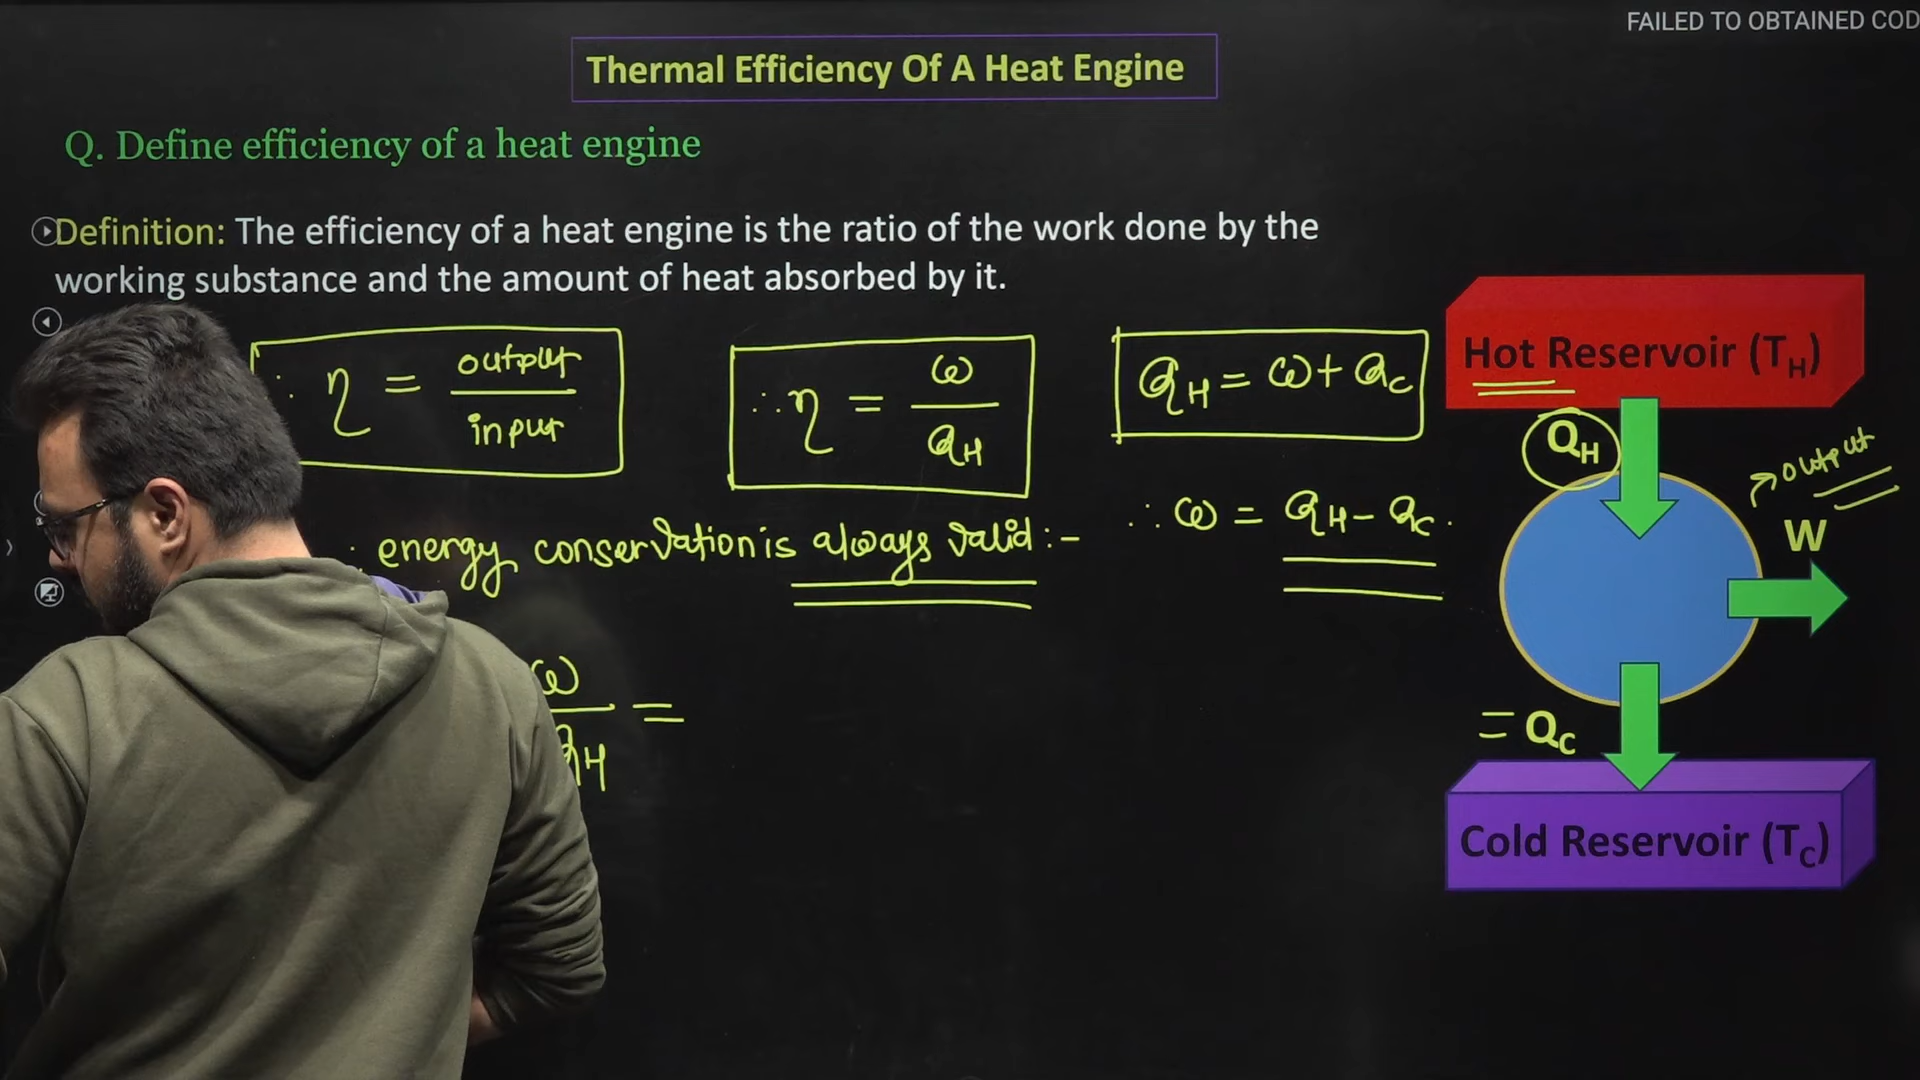 FAILED TO OBTAINED COD
Thermal Efficiency Of A Heat Engine
Q. Define efficiency of a heat engine
Definition: The efficiency of a heat engine is the ratio of the work done by the
working substance and the amount of heat absorbed by it.
η = output / input
∴ η = ω / QH
QH = ω + QC
Hot Reservoir (TH)
QH
output
energy conservation is always valid :-
∴ ω = QH - QC.
W
ω / QH =
= QC
Cold Reservoir (TC)